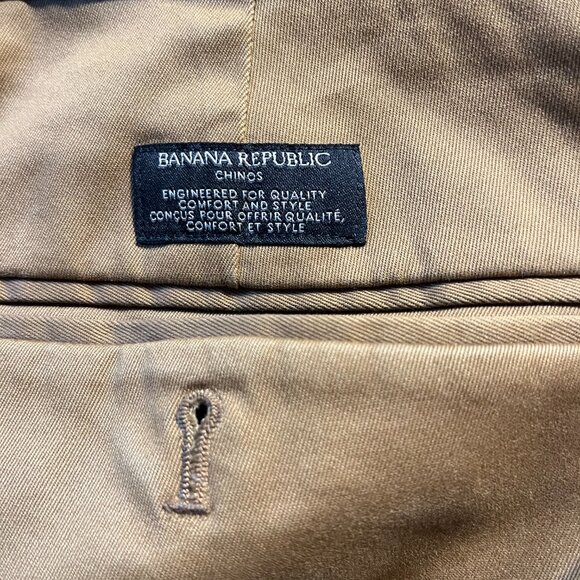 BANANA REPUBLIC
CHINOS
ENGINEERED FOR QUALITY
COMFORT AND STYLE
CONÇUS POUR OFFRIR QUALITÉ,
CONFORT ET STYLE